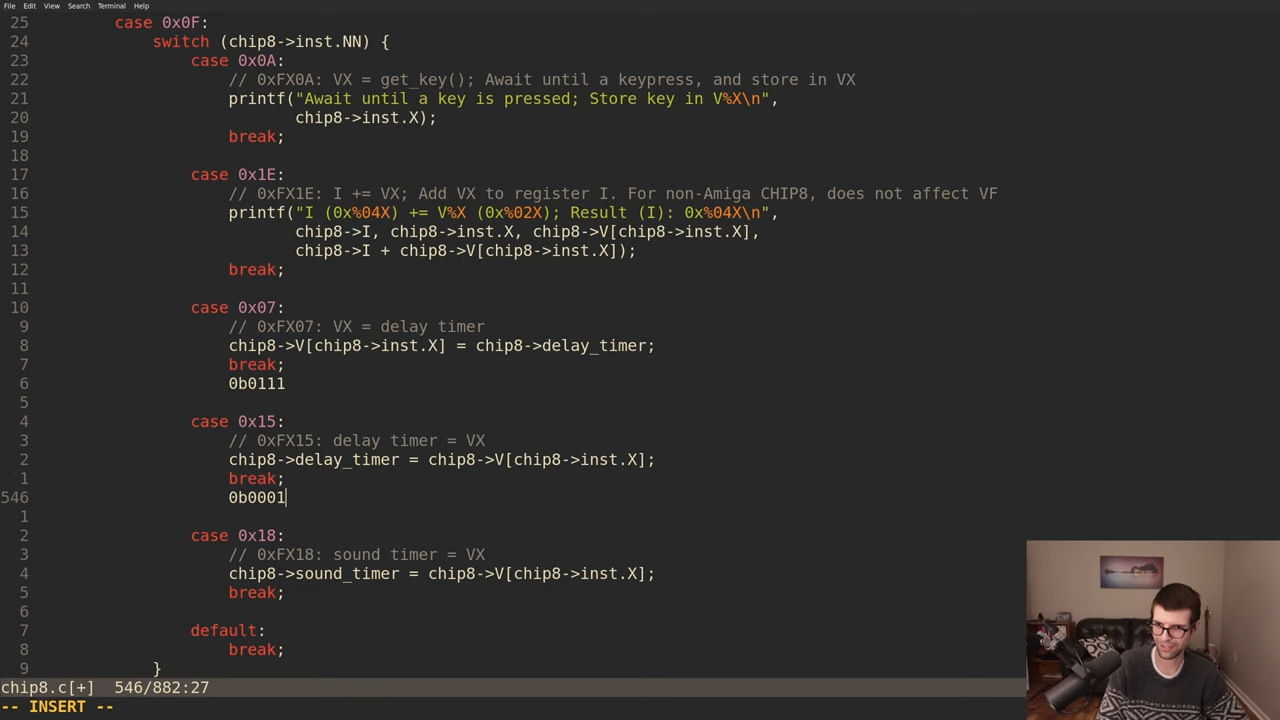 File Edit View Search Terminal Help
25 case 0x0F:
24 switch (chip8->inst.NN) {
23 case 0x0A:
22 // 0xFX0A: VX = get_key(); Await until a keypress, and store in VX
21 printf("Await until a key is pressed; Store key in V%X\n",
20 chip8->inst.X);
19 break;
18
17 case 0x1E:
16 // 0xFX1E: I += VX; Add VX to register I. For non-Amiga CHIP8, does not affect VF
15 printf("I (0x%04X) += V%X (0x%02X); Result (I): 0x%04X\n",
14 chip8->I, chip8->inst.X, chip8->V[chip8->inst.X],
13 chip8->I + chip8->V[chip8->inst.X]);
12 break;
11
10 case 0x07:
9 // 0xFX07: VX = delay timer
8 chip8->V[chip8->inst.X] = chip8->delay_timer;
7 break;
6 0b0111
5
4 case 0x15:
3 // 0xFX15: delay timer = VX
2 chip8->delay_timer = chip8->V[chip8->inst.X];
1 break;
546 0b0001
1
2 case 0x18:
3 // 0xFX18: sound timer = VX
4 chip8->sound_timer = chip8->V[chip8->inst.X];
5 break;
6
7 default:
8 break;
9 }
chip8.c[+] 546/882:27
-- INSERT --